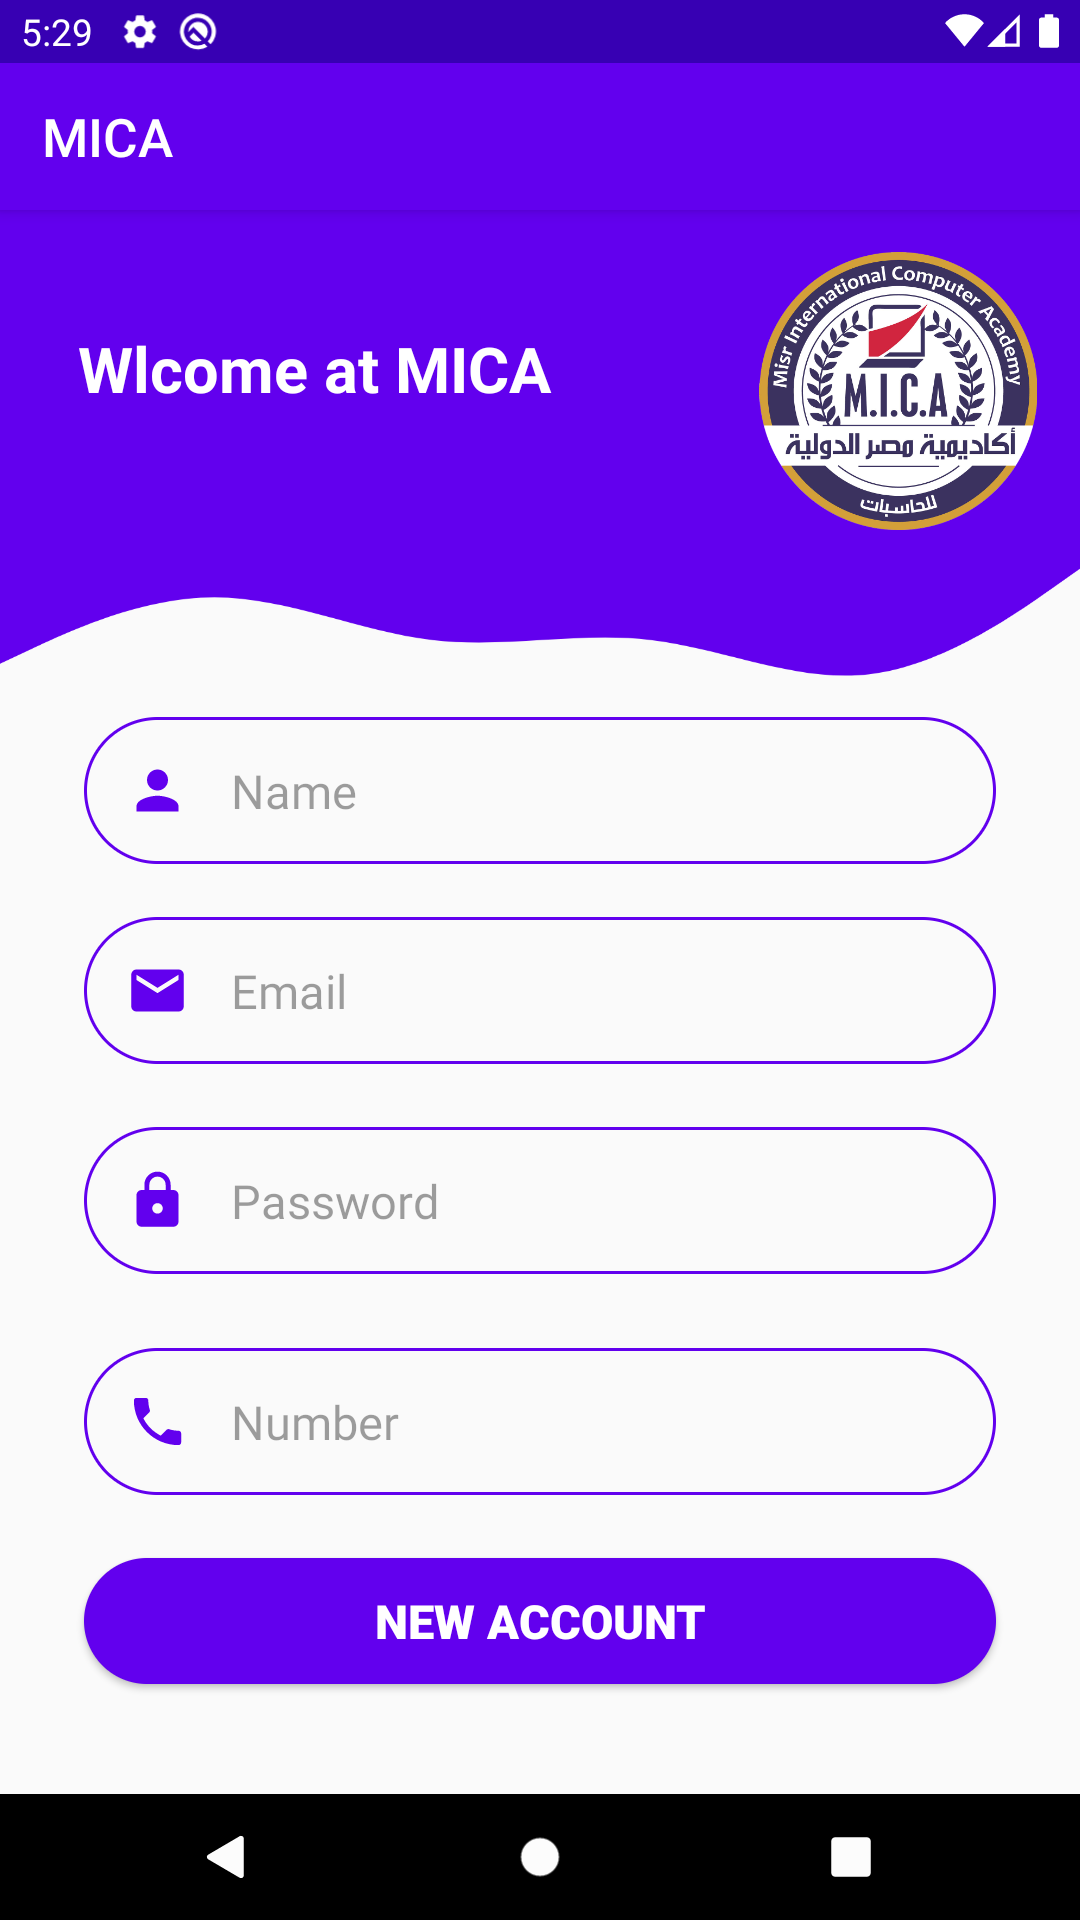 5:29
MICA
Misr International Computer Academy
Wlcome at MICA
M.I.C.A
أكاديمية مصر الدولية
للحاسبات
Name
Email
Password
Number
NEW ACCOUNT